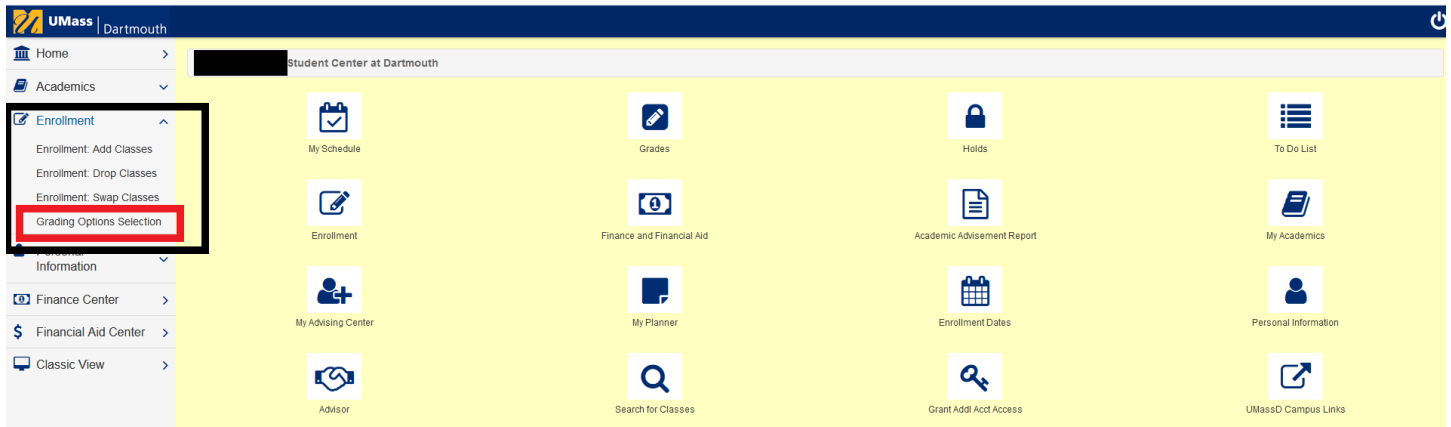 UMass | Dartmouth
Home
Academics
Enrollment
Enrollment: Add Classes
Enrollment: Drop Classes
Enrollment: Swap Classes
Grading Options Selection
Personal
Information
Finance Center
Financial Aid Center
Classic View
Student Center at Dartmouth
My Schedule
Grades
Holds
To Do List
Enrollment
Finance and Financial Aid
Academic Advisement Report
My Academics
My Advising Center
My Planner
Enrollment Dates
Personal Information
Advisor
Search for Classes
Grant Addl Acct Access
UMassD Campus Links